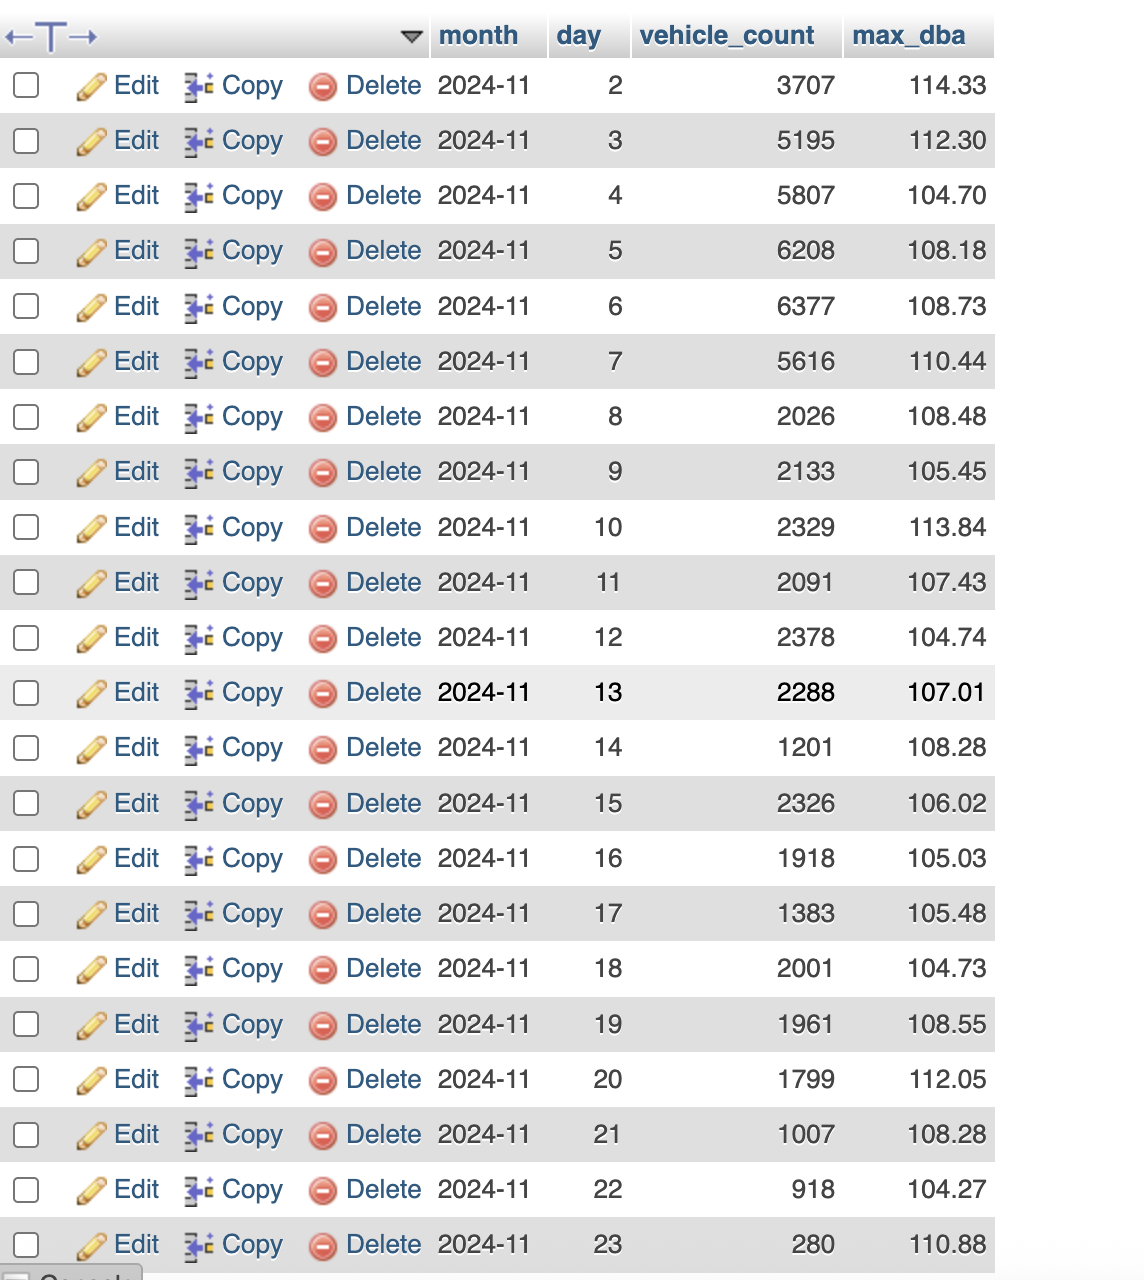 ←T→ month day vehicle_count max_dba
Edit Copy Delete 2024-11 2 3707 114.33
Edit Copy Delete 2024-11 3 5195 112.30
Edit Copy Delete 2024-11 4 5807 104.70
Edit Copy Delete 2024-11 5 6208 108.18
Edit Copy Delete 2024-11 6 6377 108.73
Edit Copy Delete 2024-11 7 5616 110.44
Edit Copy Delete 2024-11 8 2026 108.48
Edit Copy Delete 2024-11 9 2133 105.45
Edit Copy Delete 2024-11 10 2329 113.84
Edit Copy Delete 2024-11 11 2091 107.43
Edit Copy Delete 2024-11 12 2378 104.74
Edit Copy Delete 2024-11 13 2288 107.01
Edit Copy Delete 2024-11 14 1201 108.28
Edit Copy Delete 2024-11 15 2326 106.02
Edit Copy Delete 2024-11 16 1918 105.03
Edit Copy Delete 2024-11 17 1383 105.48
Edit Copy Delete 2024-11 18 2001 104.73
Edit Copy Delete 2024-11 19 1961 108.55
Edit Copy Delete 2024-11 20 1799 112.05
Edit Copy Delete 2024-11 21 1007 108.28
Edit Copy Delete 2024-11 22 918 104.27
Edit Copy Delete 2024-11 23 280 110.88